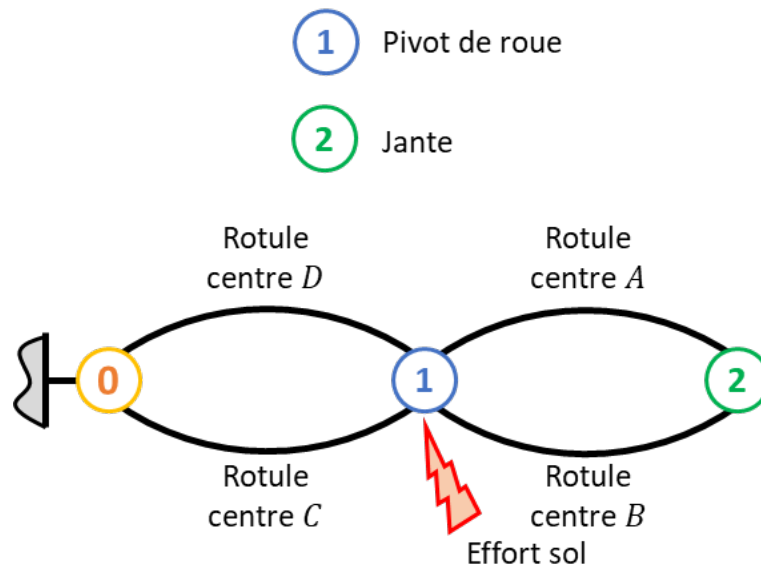 1 Pivot de roue
2 Jante
Rotule
centre D
Rotule
centre A
0
1
2
Rotule
centre C
Rotule
centre B
Effort sol